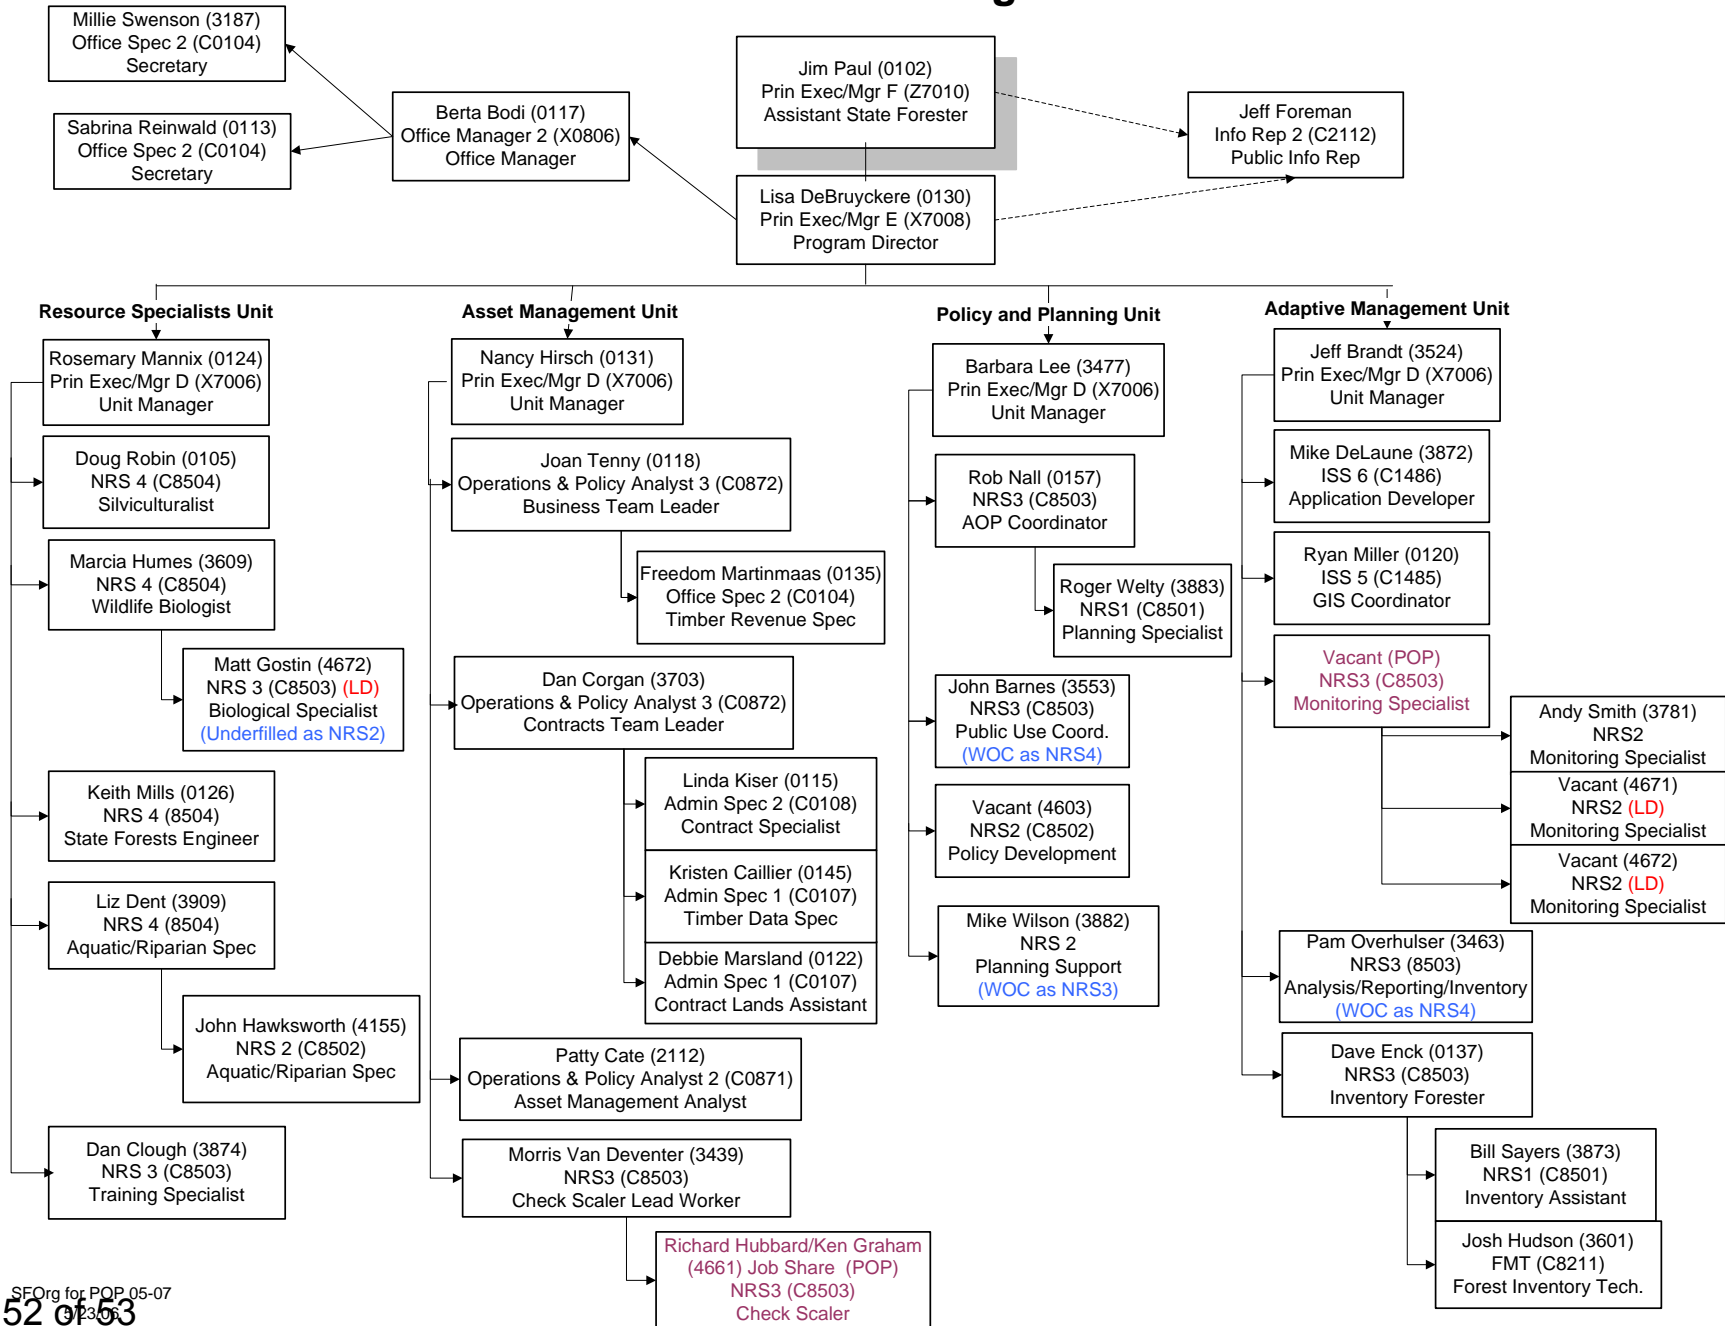 Millie Swenson (3187)
Office Spec 2 (C0104)
Secretary
Sabrina Reinwald (0113)
Office Spec 2 (C0104)
Secretary
Berta Bodi (0117)
Office Manager 2 (X0806)
Office Manager
Jim Paul (0102)
Prin Exec/Mgr F (Z7010)
Assistant State Forester
Jeff Foreman
Info Rep 2 (C2112)
Public Info Rep
Lisa DeBruyckere (0130)
Prin Exec/Mgr E (X7008)
Program Director
Resource Specialists Unit
Rosemary Mannix (0124)
Prin Exec/Mgr D (X7006)
Unit Manager
Doug Robin (0105)
NRS 4 (C8504)
Silviculturalist
Marcia Humes (3609)
NRS 4 (C8504)
Wildlife Biologist
Matt Gostin (4672)
NRS 3 (C8503) (LD)
Biological Specialist
(Underfilled as NRS2)
Keith Mills (0126)
NRS 4 (8504)
State Forests Engineer
Liz Dent (3909)
NRS 4 (8504)
Aquatic/Riparian Spec
John Hawksworth (4155)
NRS 2 (C8502)
Aquatic/Riparian Spec
Dan Clough (3874)
NRS 3 (C8503)
Training Specialist
Asset Management Unit
Nancy Hirsch (0131)
Prin Exec/Mgr D (X7006)
Unit Manager
Joan Tenny (0118)
Operations & Policy Analyst 3 (C0872)
Business Team Leader
Freedom Martinmaas (0135)
Office Spec 2 (C0104)
Timber Revenue Spec
Dan Corgan (3703)
Operations & Policy Analyst 3 (C0872)
Contracts Team Leader
Linda Kiser (0115)
Admin Spec 2 (C0108)
Contract Specialist
Kristen Caillier (0145)
Admin Spec 1 (C0107)
Timber Data Spec
Debbie Marsland (0122)
Admin Spec 1 (C0107)
Contract Lands Assistant
Patty Cate (2112)
Operations & Policy Analyst 2 (C0871)
Asset Management Analyst
Morris Van Deventer (3439)
NRS3 (C8503)
Check Scaler Lead Worker
Richard Hubbard/Ken Graham
(4661) Job Share (POP)
NRS3 (C8503)
Check Scaler
Policy and Planning Unit
Barbara Lee (3477)
Prin Exec/Mgr D (X7006)
Unit Manager
Rob Nall (0157)
NRS3 (C8503)
AOP Coordinator
Roger Welty (3883)
NRS1 (C8501)
Planning Specialist
John Barnes (3553)
NRS3 (C8503)
Public Use Coord.
(WOC as NRS4)
Vacant (4603)
NRS2 (C8502)
Policy Development
Mike Wilson (3882)
NRS 2
Planning Support
(WOC as NRS3)
Adaptive Management Unit
Jeff Brandt (3524)
Prin Exec/Mgr D (X7006)
Unit Manager
Mike DeLaune (3872)
ISS 6 (C1486)
Application Developer
Ryan Miller (0120)
ISS 5 (C1485)
GIS Coordinator
Vacant (POP)
NRS3 (C8503)
Monitoring Specialist
Andy Smith (3781)
NRS2
Monitoring Specialist
Vacant (4671)
NRS2 (LD)
Monitoring Specialist
Vacant (4672)
NRS2 (LD)
Monitoring Specialist
Pam Overhulser (3463)
NRS3 (8503)
Analysis/Reporting/Inventory
(WOC as NRS4)
Dave Enck (0137)
NRS3 (C8503)
Inventory Forester
Bill Sayers (3873)
NRS1 (C8501)
Inventory Assistant
Josh Hudson (3601)
FMT (C8211)
Forest Inventory Tech.
SFOrg for POP 05-07
5/23/06
52 of 53